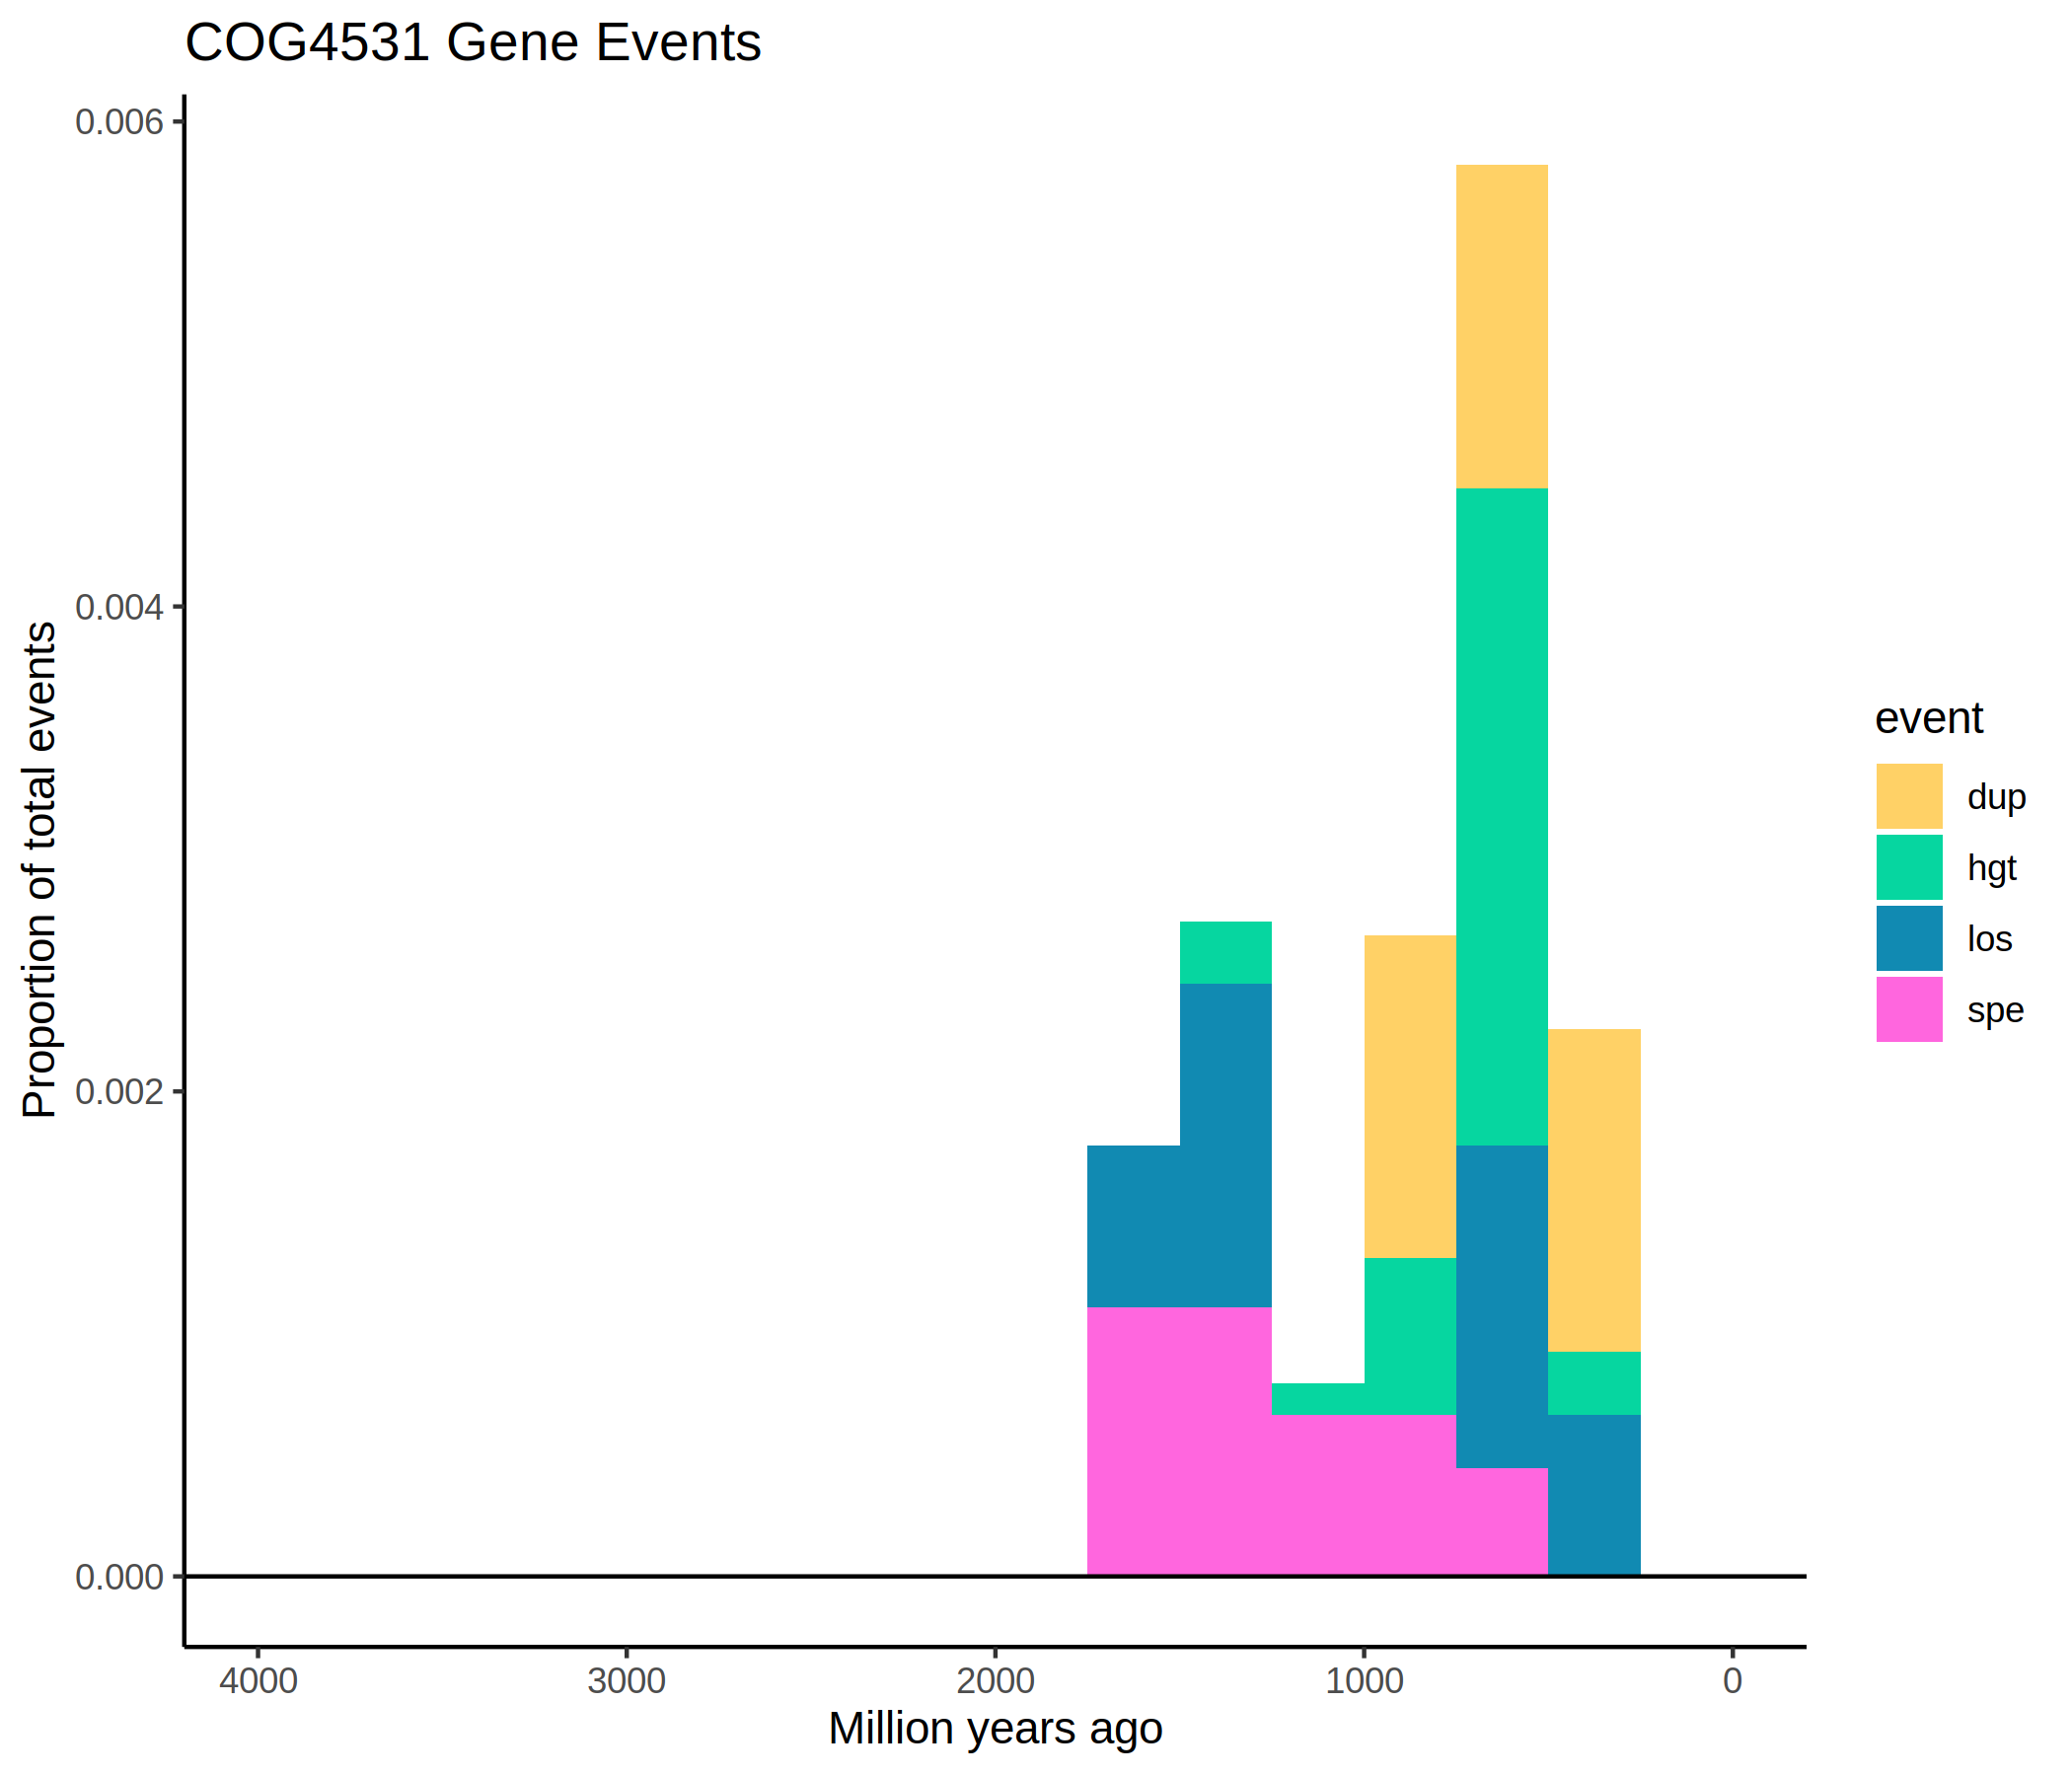 COG4531 Gene Events
0.006
0.004
0.002
0.000
Proportion of total events
4000 3000 2000 1000 0
Million years ago
event
dup
hgt
los
spe